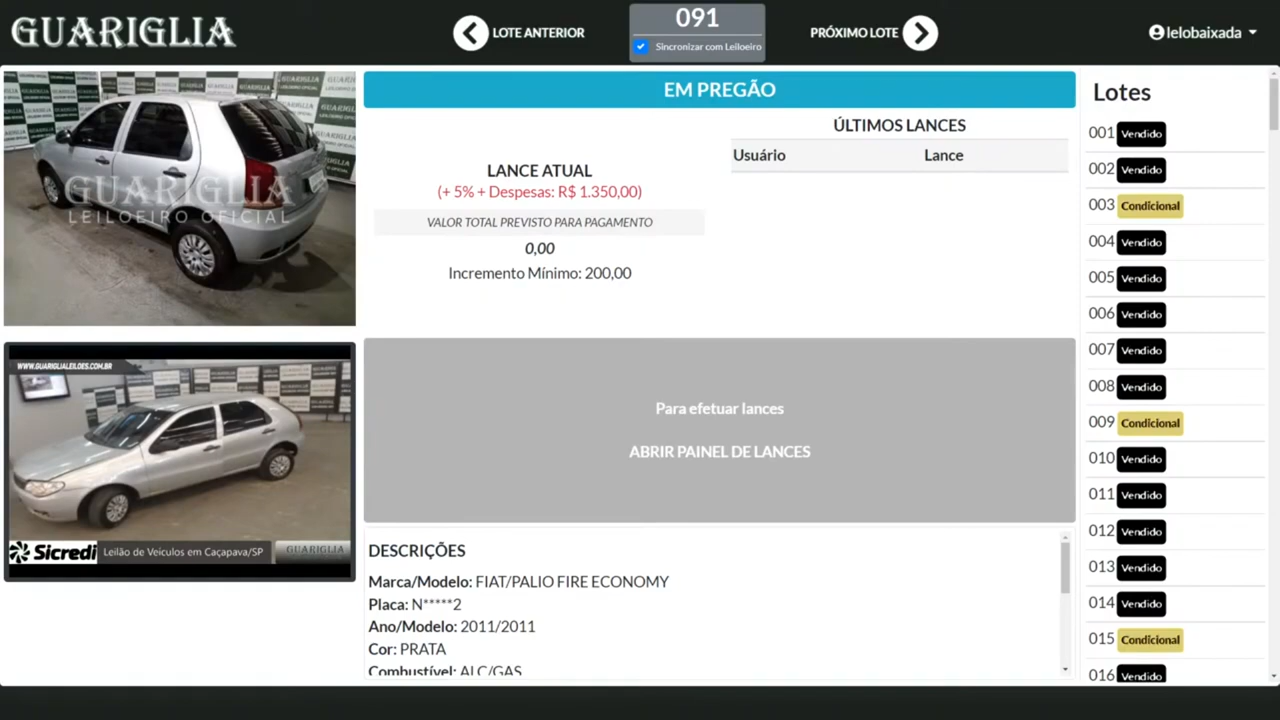 GUARIGLIA
LOTE ANTERIOR
091
Sincronizar com Leiloeiro
PRÓXIMO LOTE
lelobaixada
GUARIGLIA
LEILOEIRO OFICIAL
WWW.GUARIGLIALEILOES.COM.BR
Sicredi
Leilão de Veículos em Caçapava/SP
GUARIGLIA
EM PREGÃO
LANCE ATUAL
(+ 5% + Despesas: R$ 1.350,00)
VALOR TOTAL PREVISTO PARA PAGAMENTO
0,00
Incremento Mínimo: 200,00
ÚLTIMOS LANCES
Usuário Lance
Para efetuar lances
ABRIR PAINEL DE LANCES
DESCRIÇÕES
Marca/Modelo: FIAT/PALIO FIRE ECONOMY
Placa: N*****2
Ano/Modelo: 2011/2011
Cor: PRATA
Combustível: ALC/GAS
Lotes
001 Vendido
002 Vendido
003 Condicional
004 Vendido
005 Vendido
006 Vendido
007 Vendido
008 Vendido
009 Condicional
010 Vendido
011 Vendido
012 Vendido
013 Vendido
014 Vendido
015 Condicional
016 Vendido